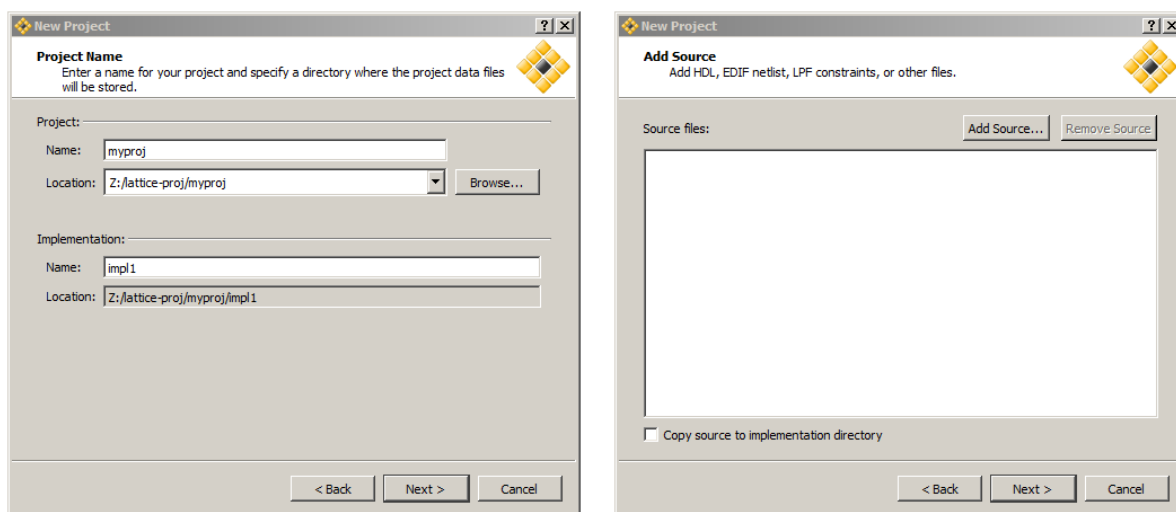 New Project
Project Name
Enter a name for your project and specify a directory where the project data files
will be stored.
Project:
Name: myproj
Location: Z:/lattice-proj/myproj Browse...
Implementation:
Name: impl1
Location: Z:/lattice-proj/myproj/impl1
< Back Next > Cancel
New Project
Add Source
Add HDL, EDIF netlist, LPF constraints, or other files.
Source files: Add Source... Remove Source
Copy source to implementation directory
< Back Next > Cancel